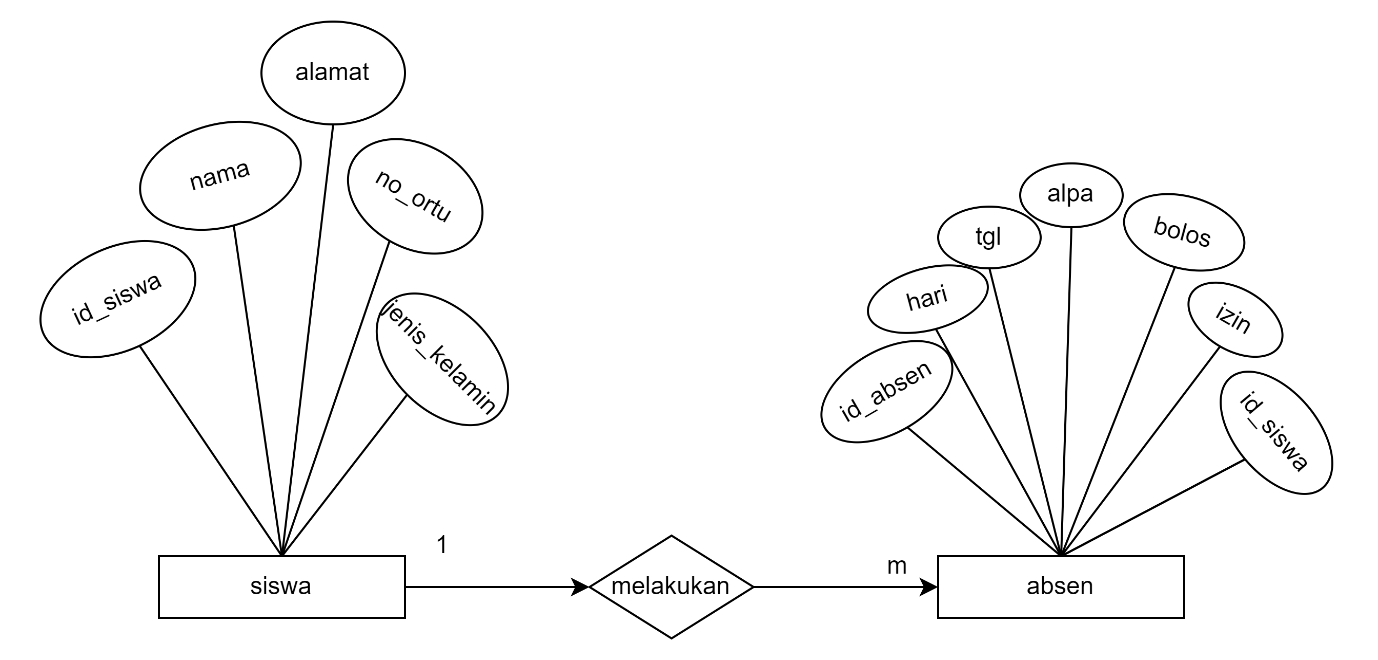 alamat
nama
no_ortu
id_siswa
jenis_kelamin
alpa
tgl
bolos
hari
izin
id_absen
id_siswa
1
m
siswa
melakukan
absen